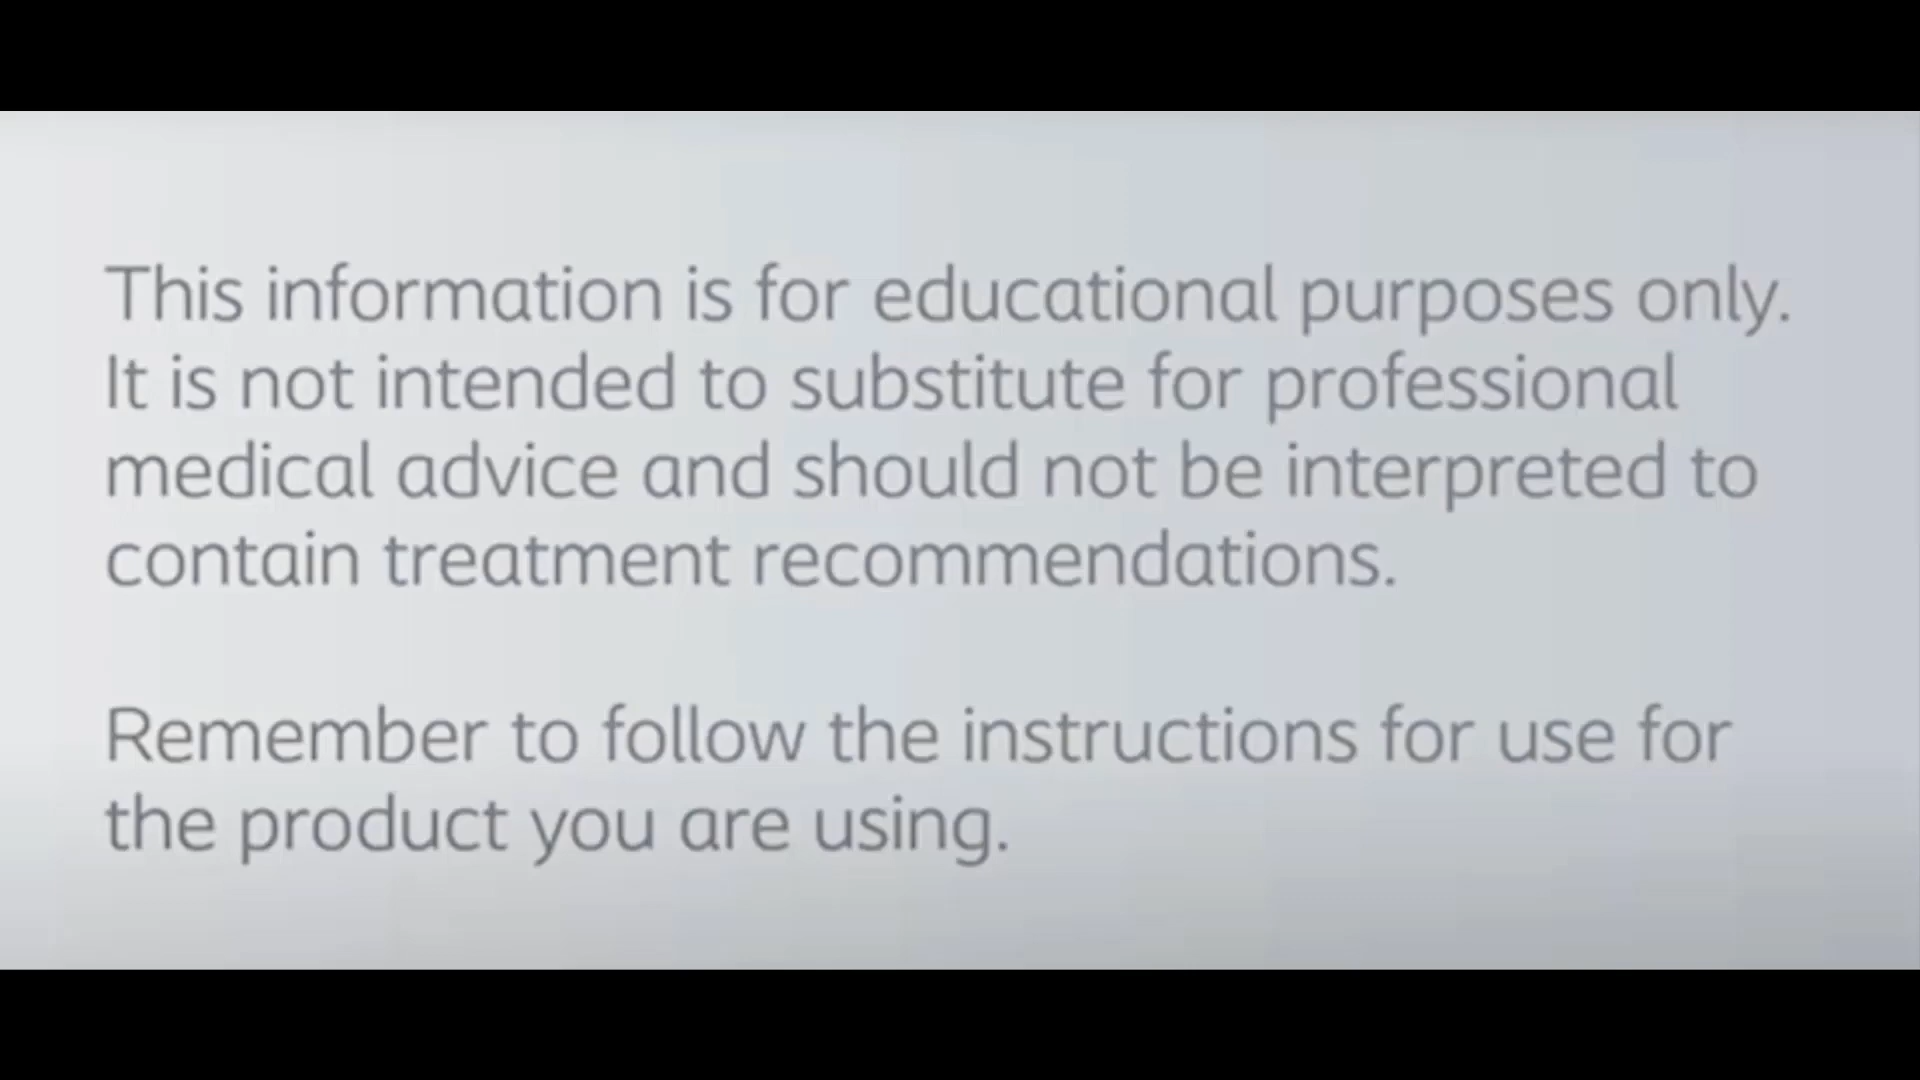 This information is for educational purposes only.
It is not intended to substitute for professional
medical advice and should not be interpreted to
contain treatment recommendations.
Remember to follow the instructions for use for
the product you are using.